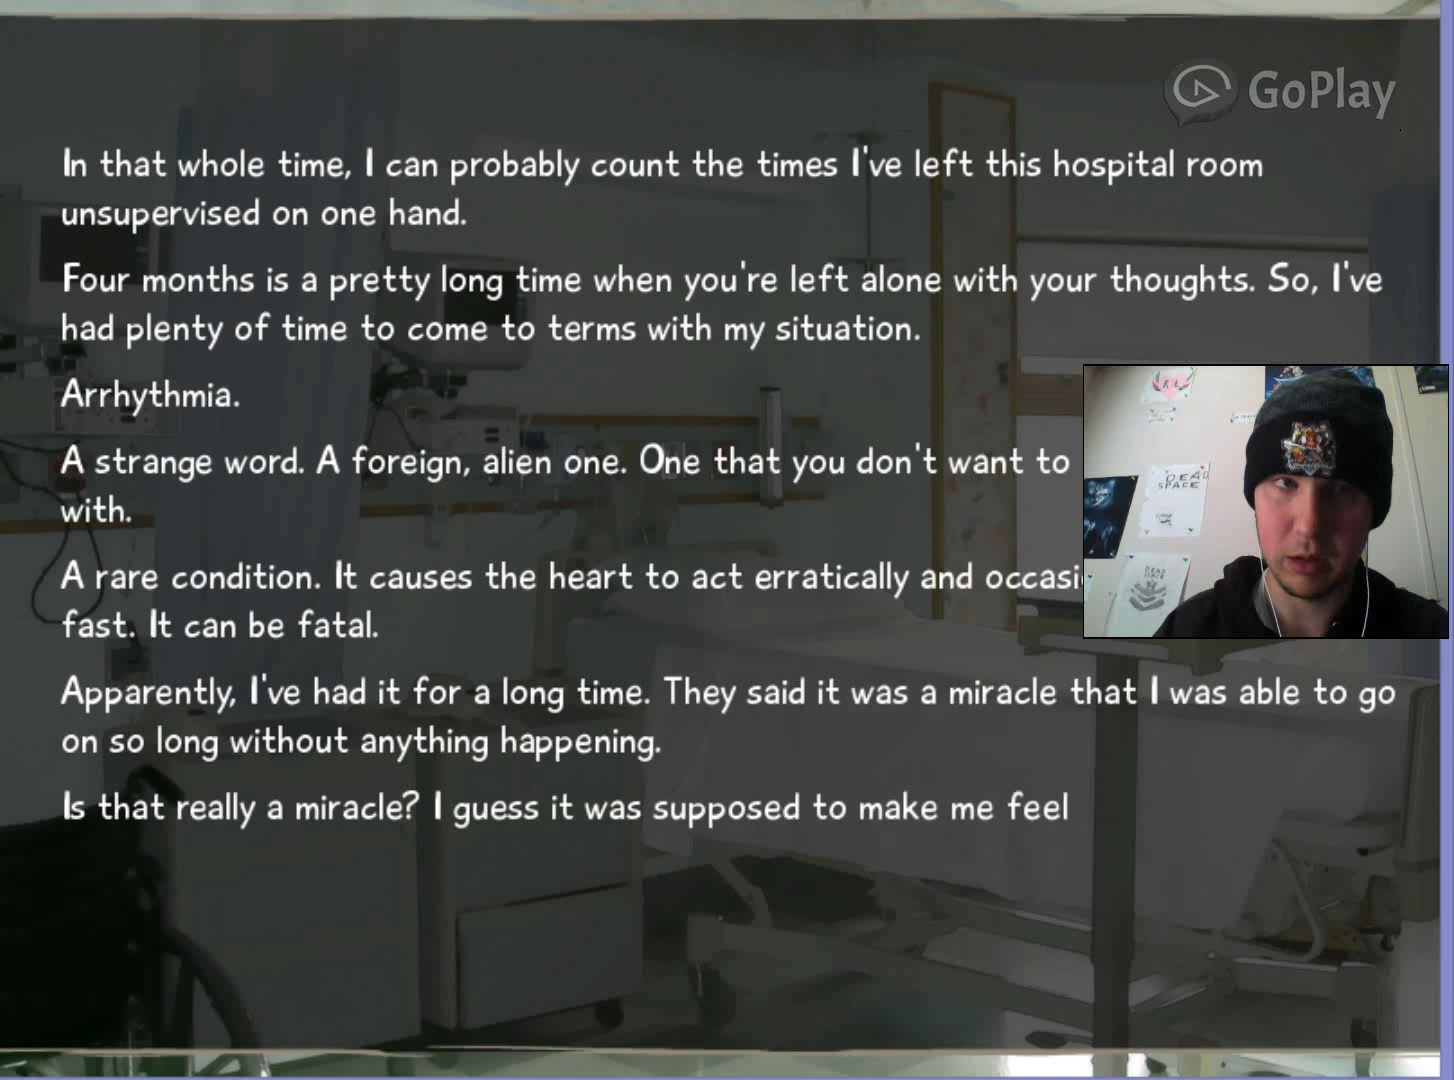 GoPlay
In that whole time, I can probably count the times I've left this hospital room
unsupervised on one hand.
Four months is a pretty long time when you're left alone with your thoughts. So, I've
had plenty of time to come to terms with my situation.
Arrhythmia.
A strange word. A foreign, alien one. One that you don't want to
with.
A rare condition. It causes the heart to act erratically and
fast. It can be fatal.
Apparently, I've had it for a long time. They said it was a miracle that I was able to go
on so long without anything happening.
Is that really a miracle? I guess it was supposed to make me feel
DEAD
SPACE
DEAD
SPACE